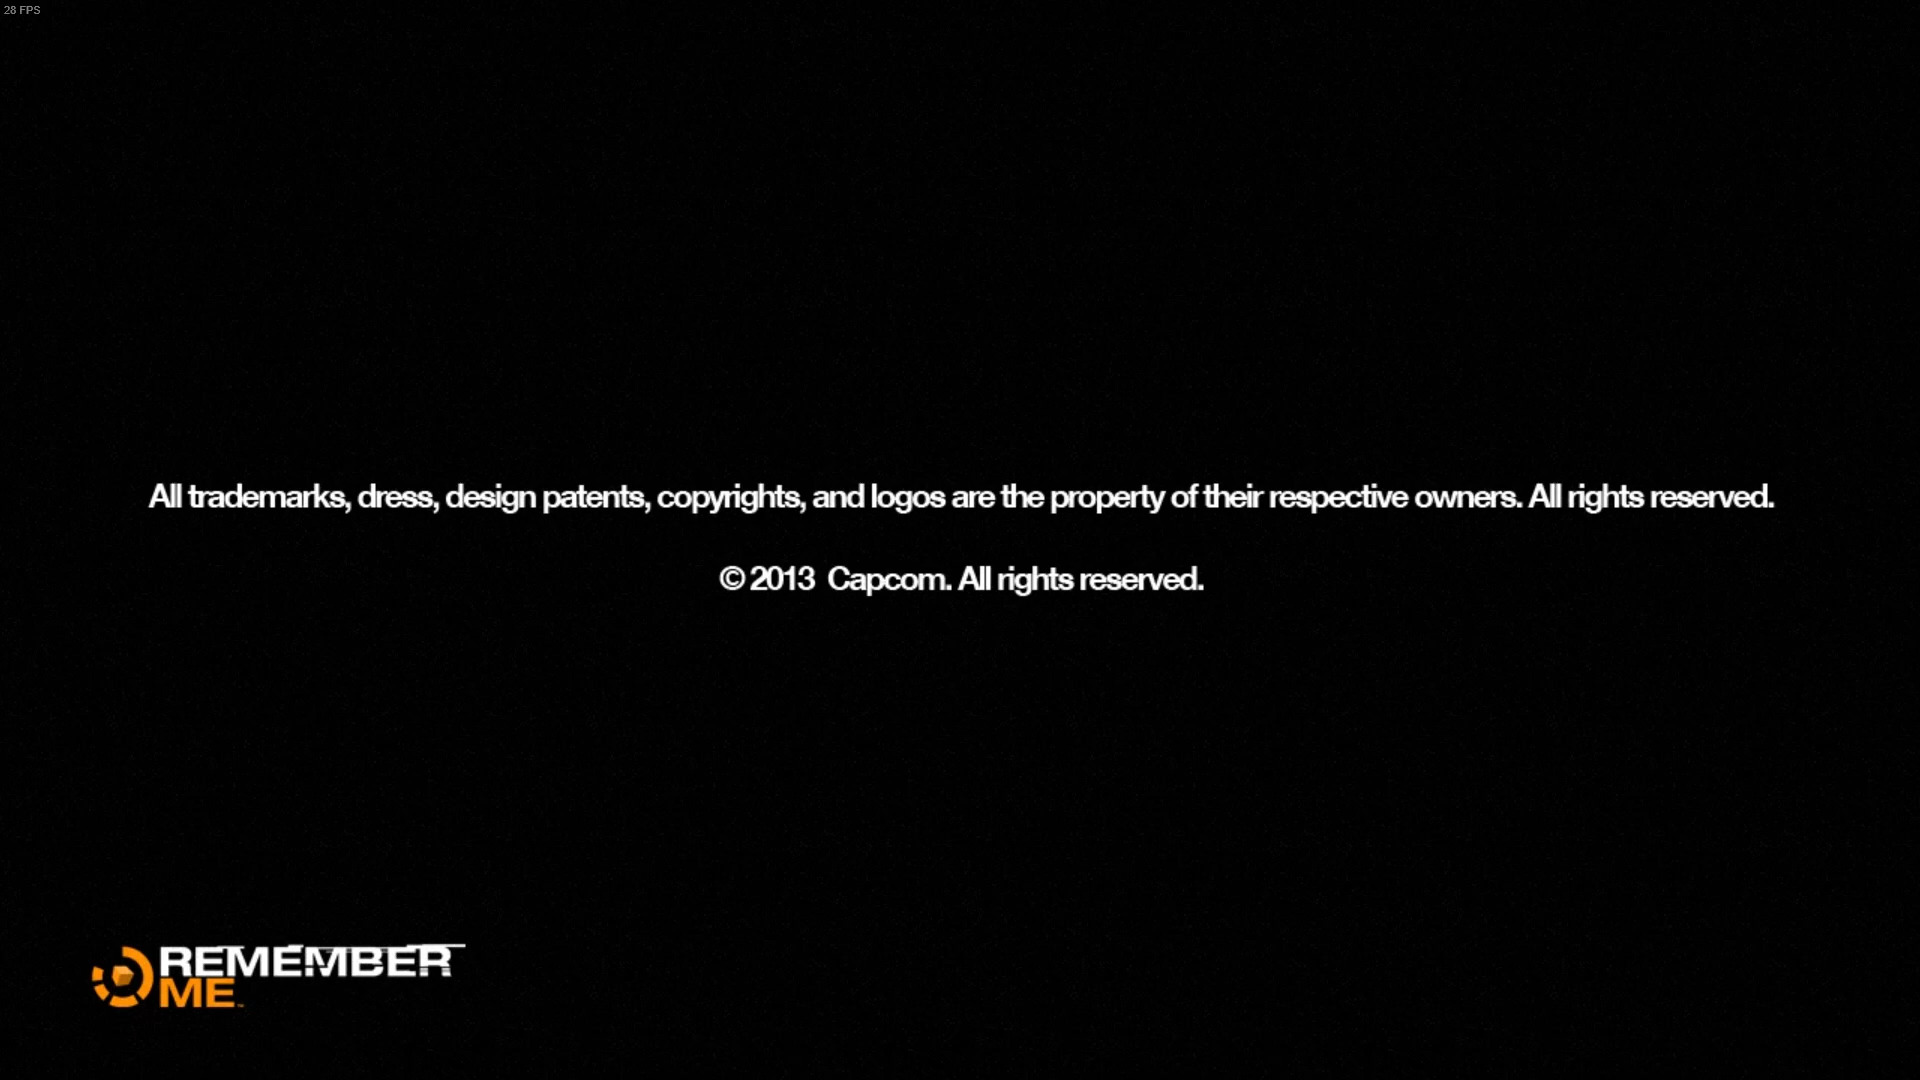 28 FPS
All trademarks, dress, design patents, copyrights, and logos are the property of their respective owners. All rights reserved.
© 2013 Capcom. All rights reserved.
REMEMBER
ME™